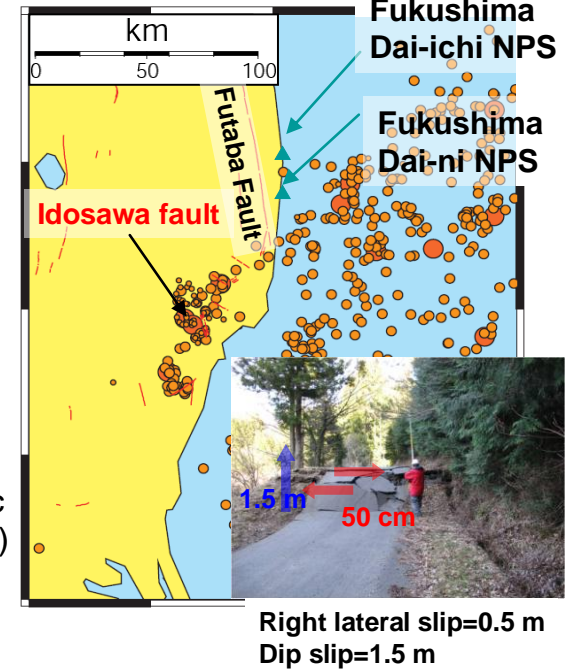 km
0 50 100
Fukushima
Dai-ichi NPS
Fukushima
Dai-ni NPS
Futaba Fault
Idosawa fault
1.5 m
50 cm
c
)
Right lateral slip=0.5 m
Dip slip=1.5 m